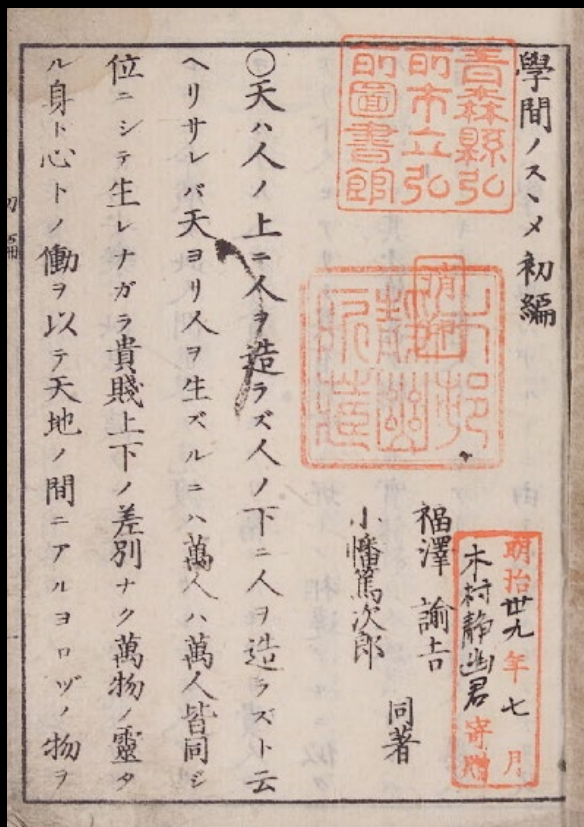 學問ノスヽメ 初編
福澤 諭吉
小幡篤次郎
同著
○天ハ人ノ上ニ人ヲ造ラズ人ノ下ニ人ヲ造ラズト云
ヘリサレバ天ヨリ人ヲ生ズルニハ萬人ハ萬人皆同ジ
位ニシテ生レナガラ貴賤上下ノ差別ナク萬物ノ靈タ
ル身ト心トノ働ヲ以テ天地ノ間ニアルヨロヅノ物ヲ
青森縣弘
前市立弘
前圖書館
明治卅九年七月
木村靜幽君
寄贈